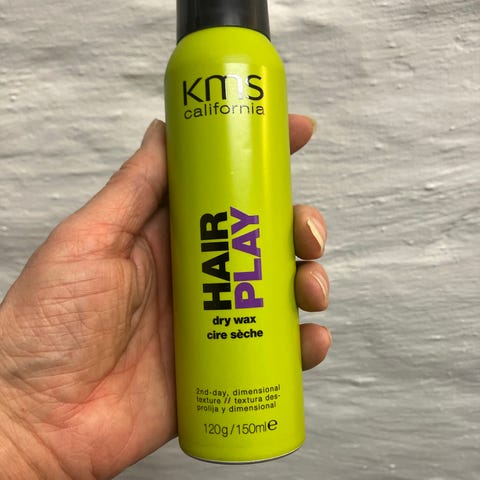 kms
california
HAIR
PLAY
dry wax
cire sèche
2nd-day, dimensional
texture // textura des-
prolija y dimensional
120g/150ml℮